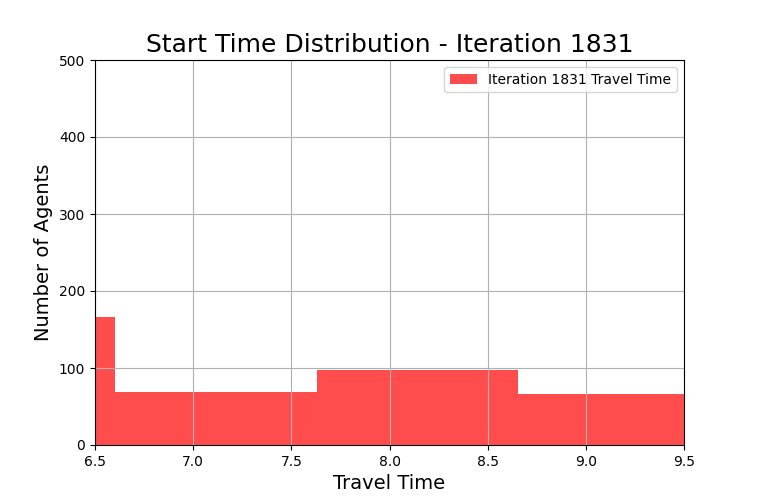 Start Time Distribution - Iteration 1831
500
Iteration 1831 Travel Time
400
300
200
100
0
Number of Agents
6.5 7.0 7.5 8.0 8.5 9.0 9.5
Travel Time